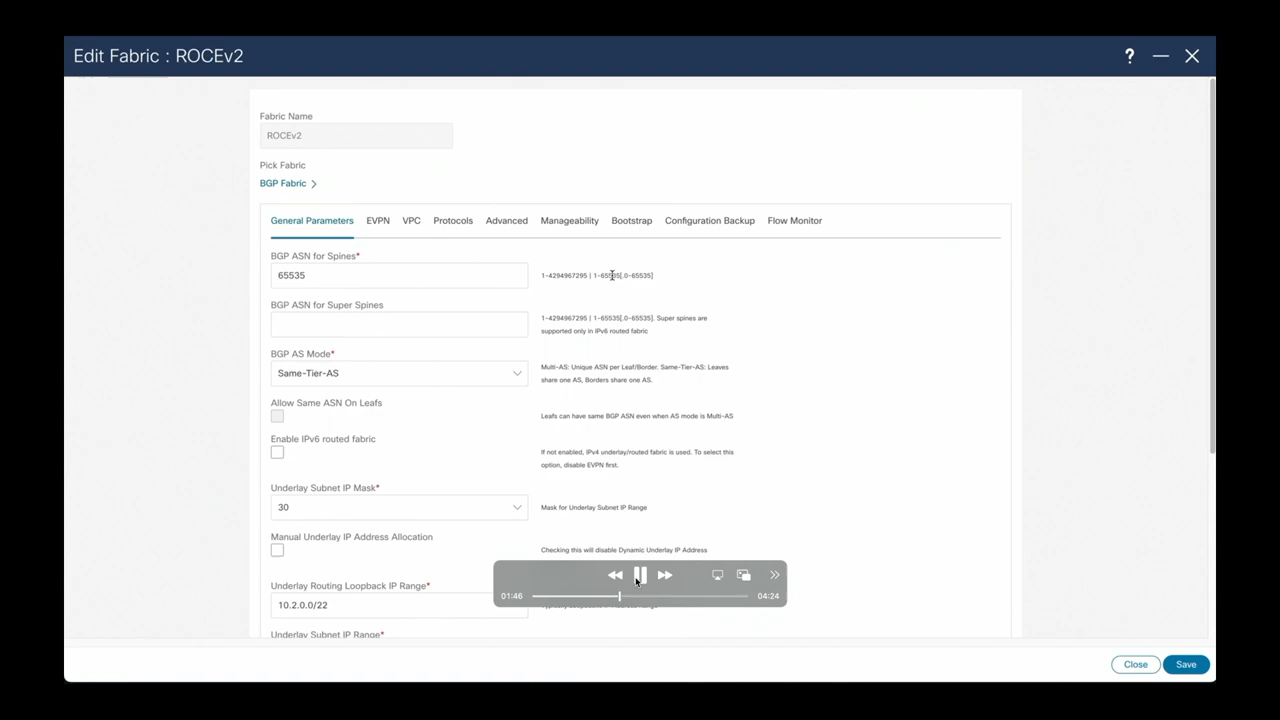 Edit Fabric : ROCEv2
?
Fabric Name
ROCEv2
Pick Fabric
BGP Fabric
General Parameters EVPN VPC Protocols Advanced Manageability Bootstrap Configuration Backup Flow Monitor
BGP ASN for Spines*
65535
1-4294967295 | 1-65535[.0-65535]
BGP ASN for Super Spines
1-4294967295 | 1-65535[.0-65535]. Super spines are
supported only in IPv6 routed fabric
BGP AS Mode*
Same-Tier-AS
Multi-AS: Unique ASN per Leaf/Border. Same-Tier-AS: Leaves
share one AS, Borders share one AS.
Allow Same ASN On Leafs
Leafs can have same BGP ASN even when AS mode is Multi-AS
Enable IPv6 routed fabric
If not enabled, IPv4 underlay/routed fabric is used. To select this
option, disable EVPN first.
Underlay Subnet IP Mask*
30
Mask for Underlay Subnet IP Range
Manual Underlay IP Address Allocation
Checking this will disable Dynamic Underlay IP Address
Underlay Routing Loopback IP Range*
10.2.0.0/22
01:46
04:24
Underlay Subnet IP Range*
Close
Save